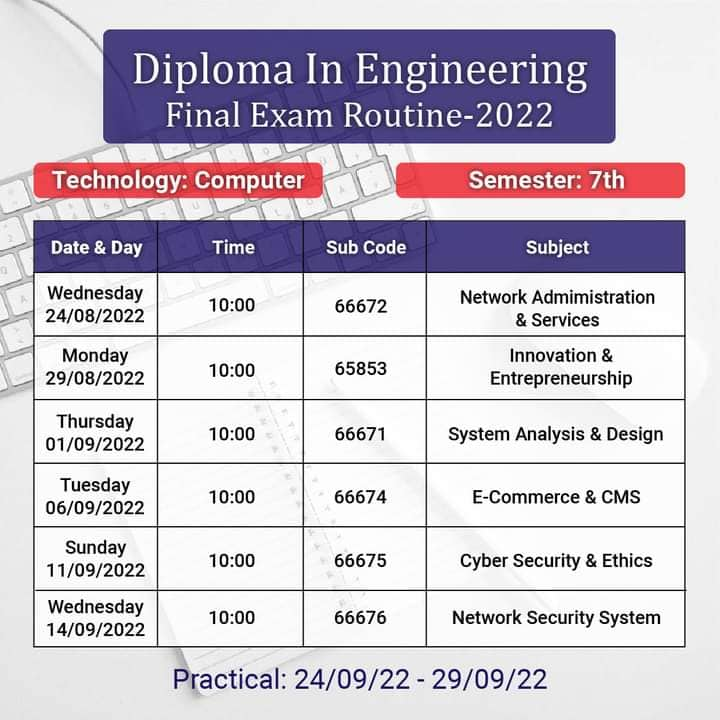 Diploma In Engineering
Final Exam Routine-2022
Technology: Computer
Semester: 7th
Date & Day Time Sub Code Subject
Wednesday
24/08/2022 10:00 66672 Network Admimistration
& Services
Monday
29/08/2022 10:00 65853 Innovation &
Entrepreneurship
Thursday
01/09/2022 10:00 66671 System Analysis & Design
Tuesday
06/09/2022 10:00 66674 E-Commerce & CMS
Sunday
11/09/2022 10:00 66675 Cyber Security & Ethics
Wednesday
14/09/2022 10:00 66676 Network Security System
Practical: 24/09/22 - 29/09/22